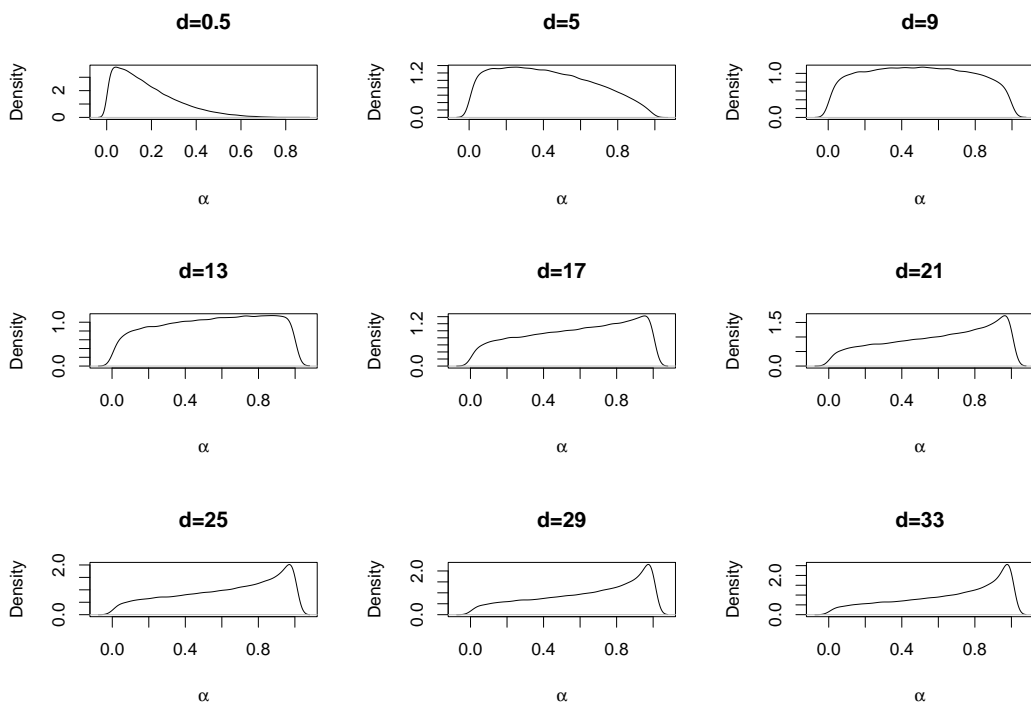 d=0.5 d=5 d=9
Density 0 2 Density 0.0 1.2 Density 0.0 1.0
0.0 0.2 0.4 0.6 0.8 0.0 0.4 0.8 0.0 0.4 0.8
α α α
d=13 d=17 d=21
Density 0.0 1.0 Density 0.0 1.2 Density 0.0 1.5
0.0 0.4 0.8 0.0 0.4 0.8 0.0 0.4 0.8
α α α
d=25 d=29 d=33
Density 0.0 2.0 Density 0.0 2.0 Density 0.0 2.0
0.0 0.4 0.8 0.0 0.4 0.8 0.0 0.4 0.8
α α α